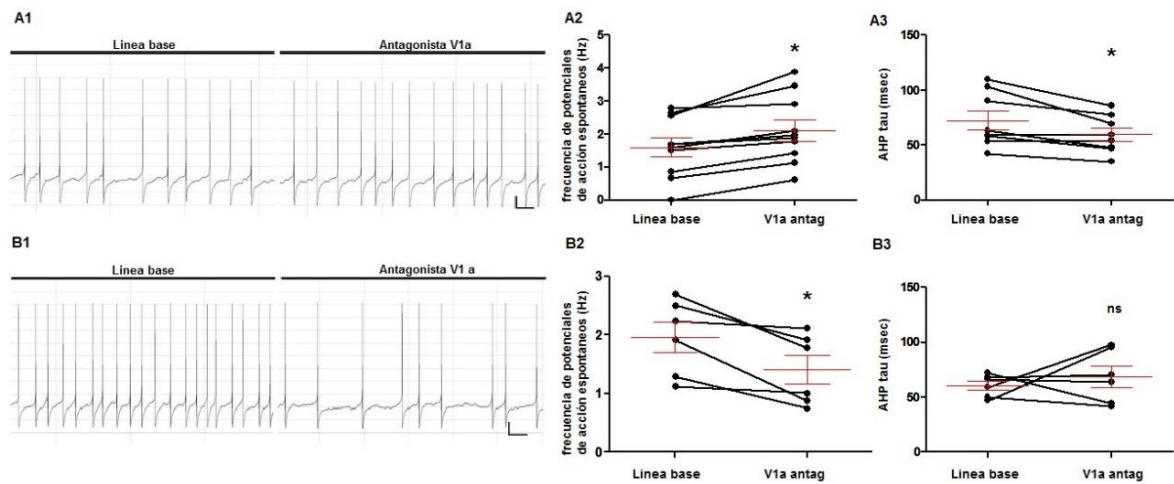 A1
Linea base
Antagonista V1a
A2
frecuencia de potenciales
de acción espontaneos (Hz)
5
4
3
2
1
0
*
Linea base
V1a antag
A3
AHP tau (msec)
150
100
50
0
*
Linea base
V1a antag
B1
Linea base
Antagonista V1 a
B2
frecuencia de potenciales
de acción espontaneos (Hz)
3
2
1
0
*
Linea base
V1a antag
B3
AHP tau (msec)
150
100
50
0
ns
Linea base
V1a antag